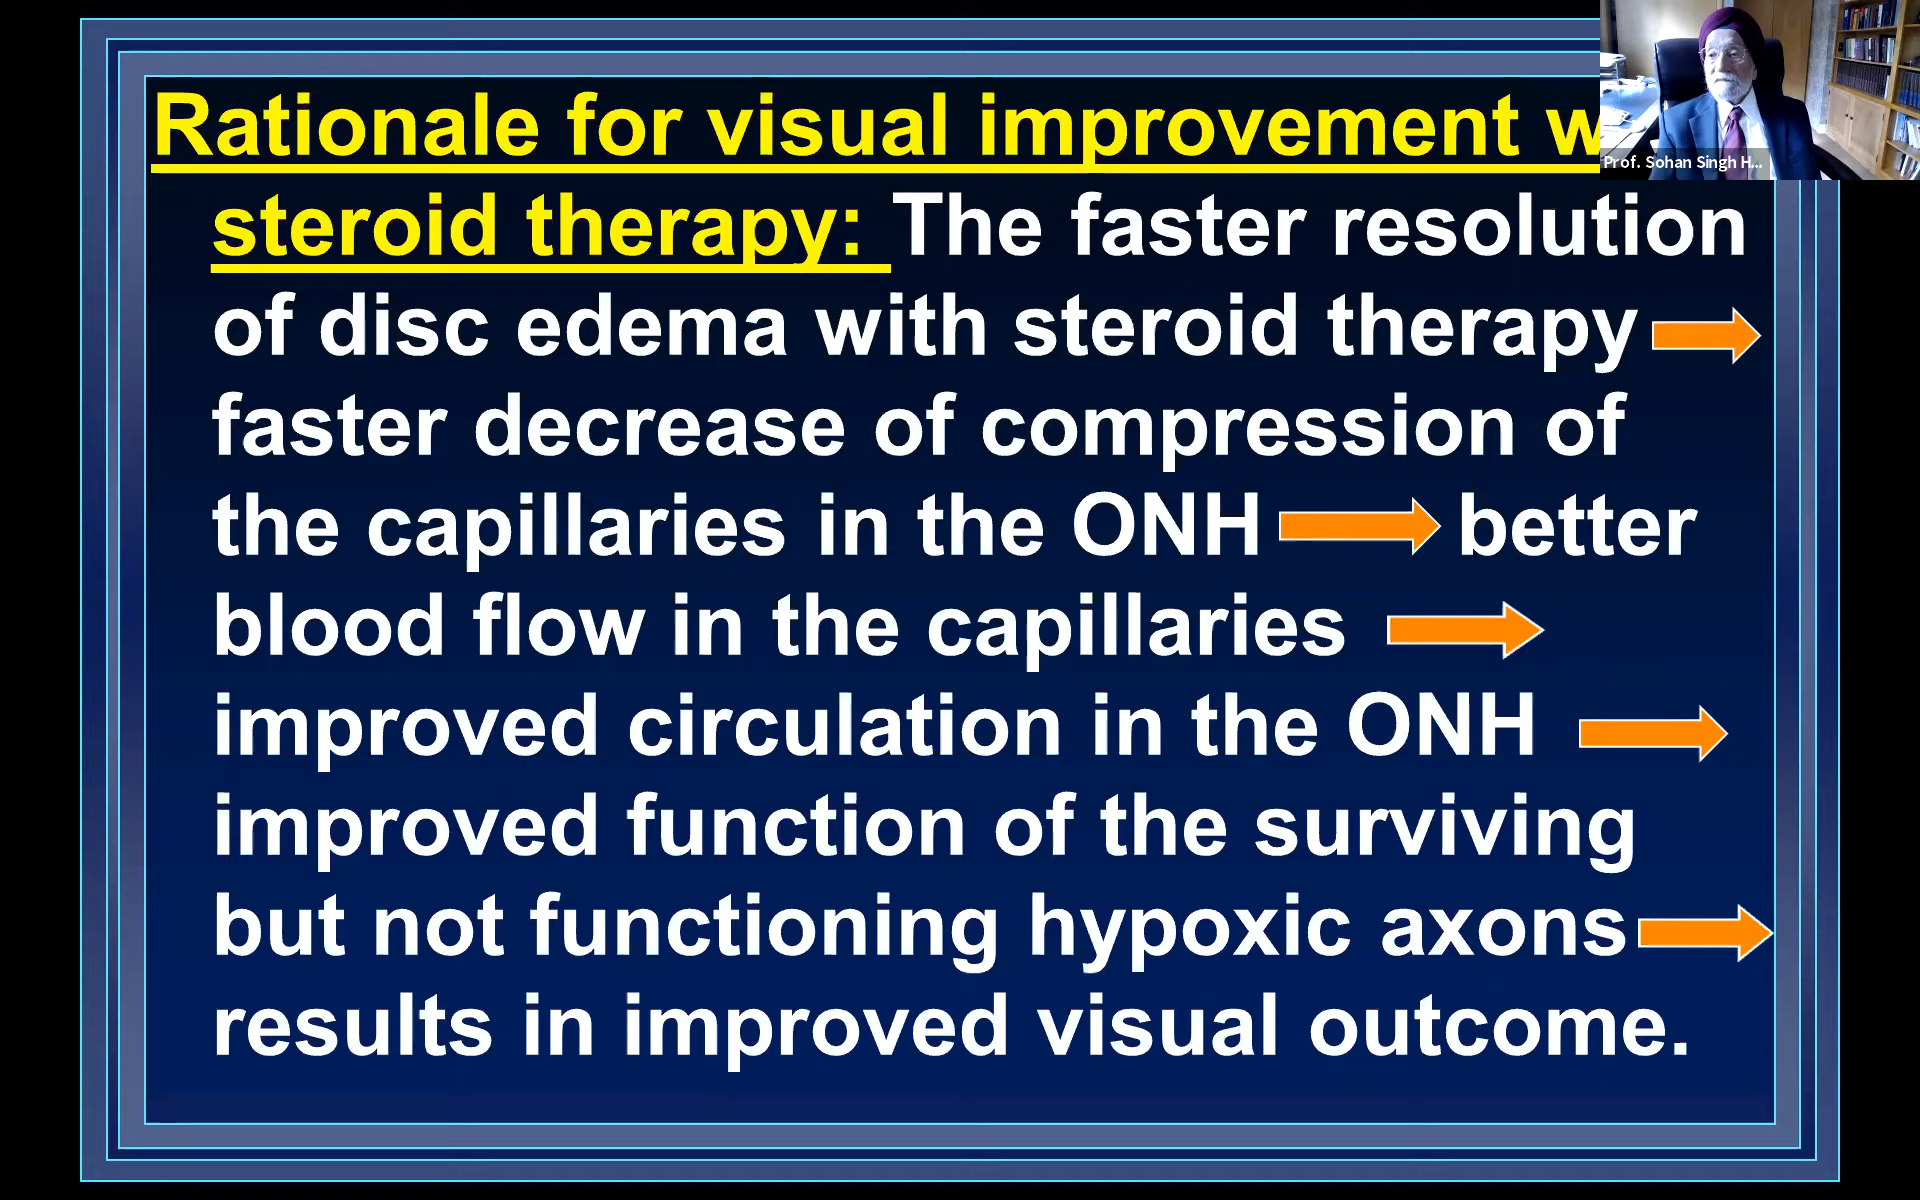 Rationale for visual improvement
steroid therapy: The faster resolution
of disc edema with steroid therapy
faster decrease of compression of
the capillaries in the ONH better
blood flow in the capillaries
improved circulation in the ONH
improved function of the surviving
but not functioning hypoxic axons
results in improved visual outcome.
Prof. Sohan Singh H...